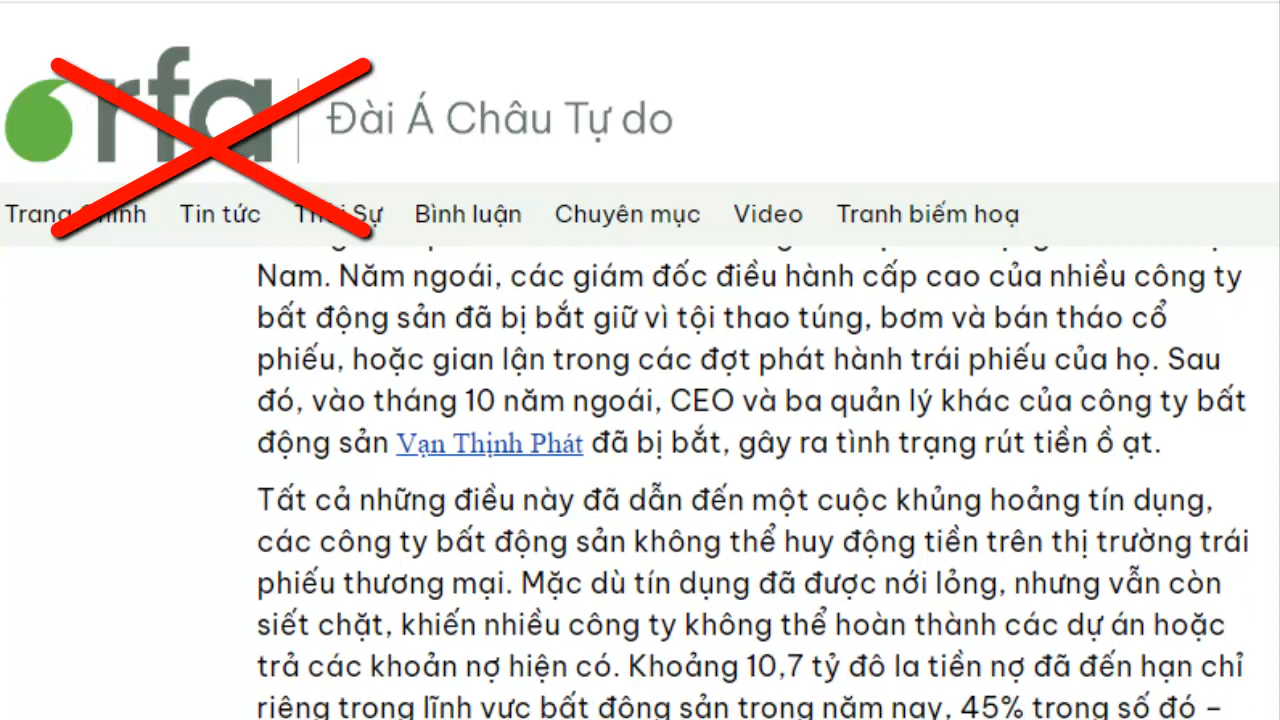 rfa
Đài Á Châu Tự do
Trang Chính Tin tức Thời Sự Bình luận Chuyên mục Video Tranh biếm hoạ
Nam. Năm ngoái, các giám đốc điều hành cấp cao của nhiều công ty
bất động sản đã bị bắt giữ vì tội thao túng, bơm và bán tháo cổ
phiếu, hoặc gian lận trong các đợt phát hành trái phiếu của họ. Sau
đó, vào tháng 10 năm ngoái, CEO và ba quản lý khác của công ty bất
động sản Vạn Thịnh Phát đã bị bắt, gây ra tình trạng rút tiền ồ ạt.
Tất cả những điều này đã dẫn đến một cuộc khủng hoảng tín dụng,
các công ty bất động sản không thể huy động tiền trên thị trường trái
phiếu thương mại. Mặc dù tín dụng đã được nới lỏng, nhưng vẫn còn
siết chặt, khiến nhiều công ty không thể hoàn thành các dự án hoặc
trả các khoản nợ hiện có. Khoảng 10,7 tỷ đô la tiền nợ đã đến hạn chỉ
riêng trong lĩnh vực bất động sản trong năm nay, 45% trong số đó –